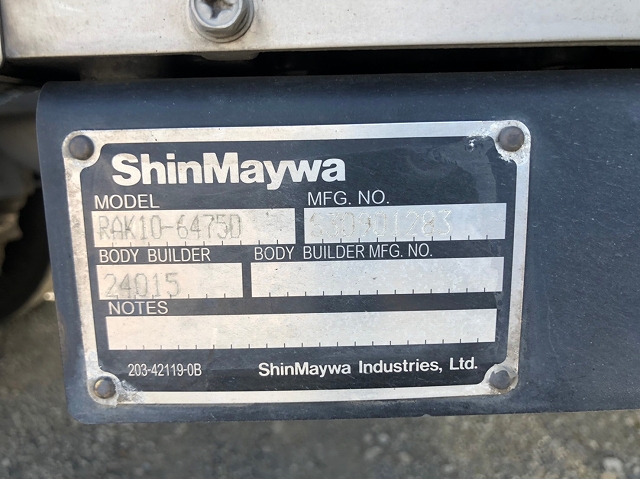 ShinMaywa
MODEL MFG. NO.
RAK10-6475D
BODY BUILDER BODY BUILDER MFG. NO.
24015
NOTES
203-42119-0B ShinMaywa Industries, Ltd.